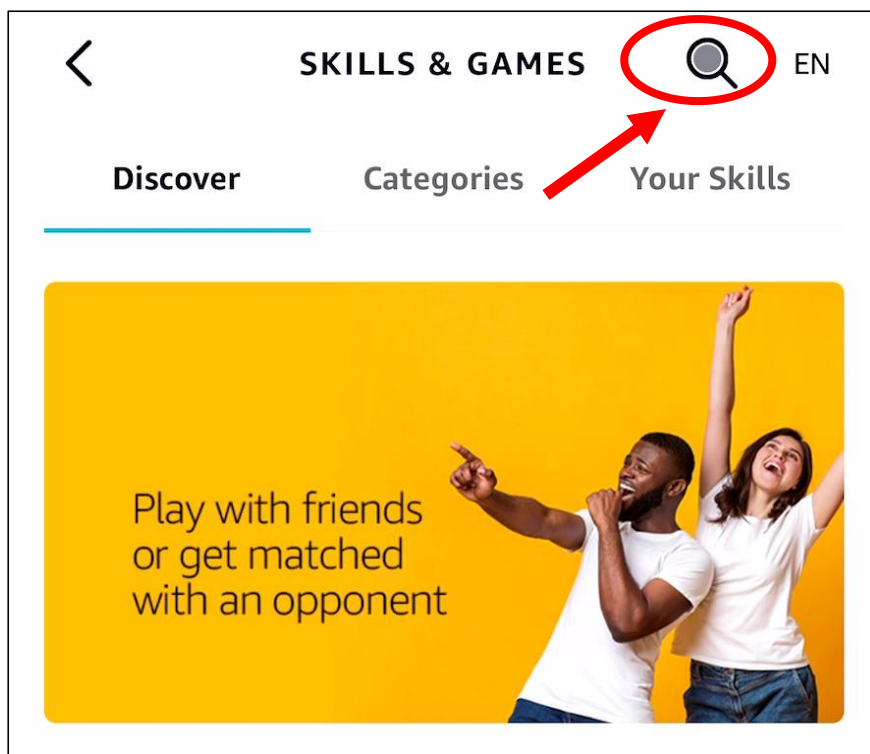 SKILLS & GAMES EN
Discover Categories Your Skills
Play with friends
or get matched
with an opponent